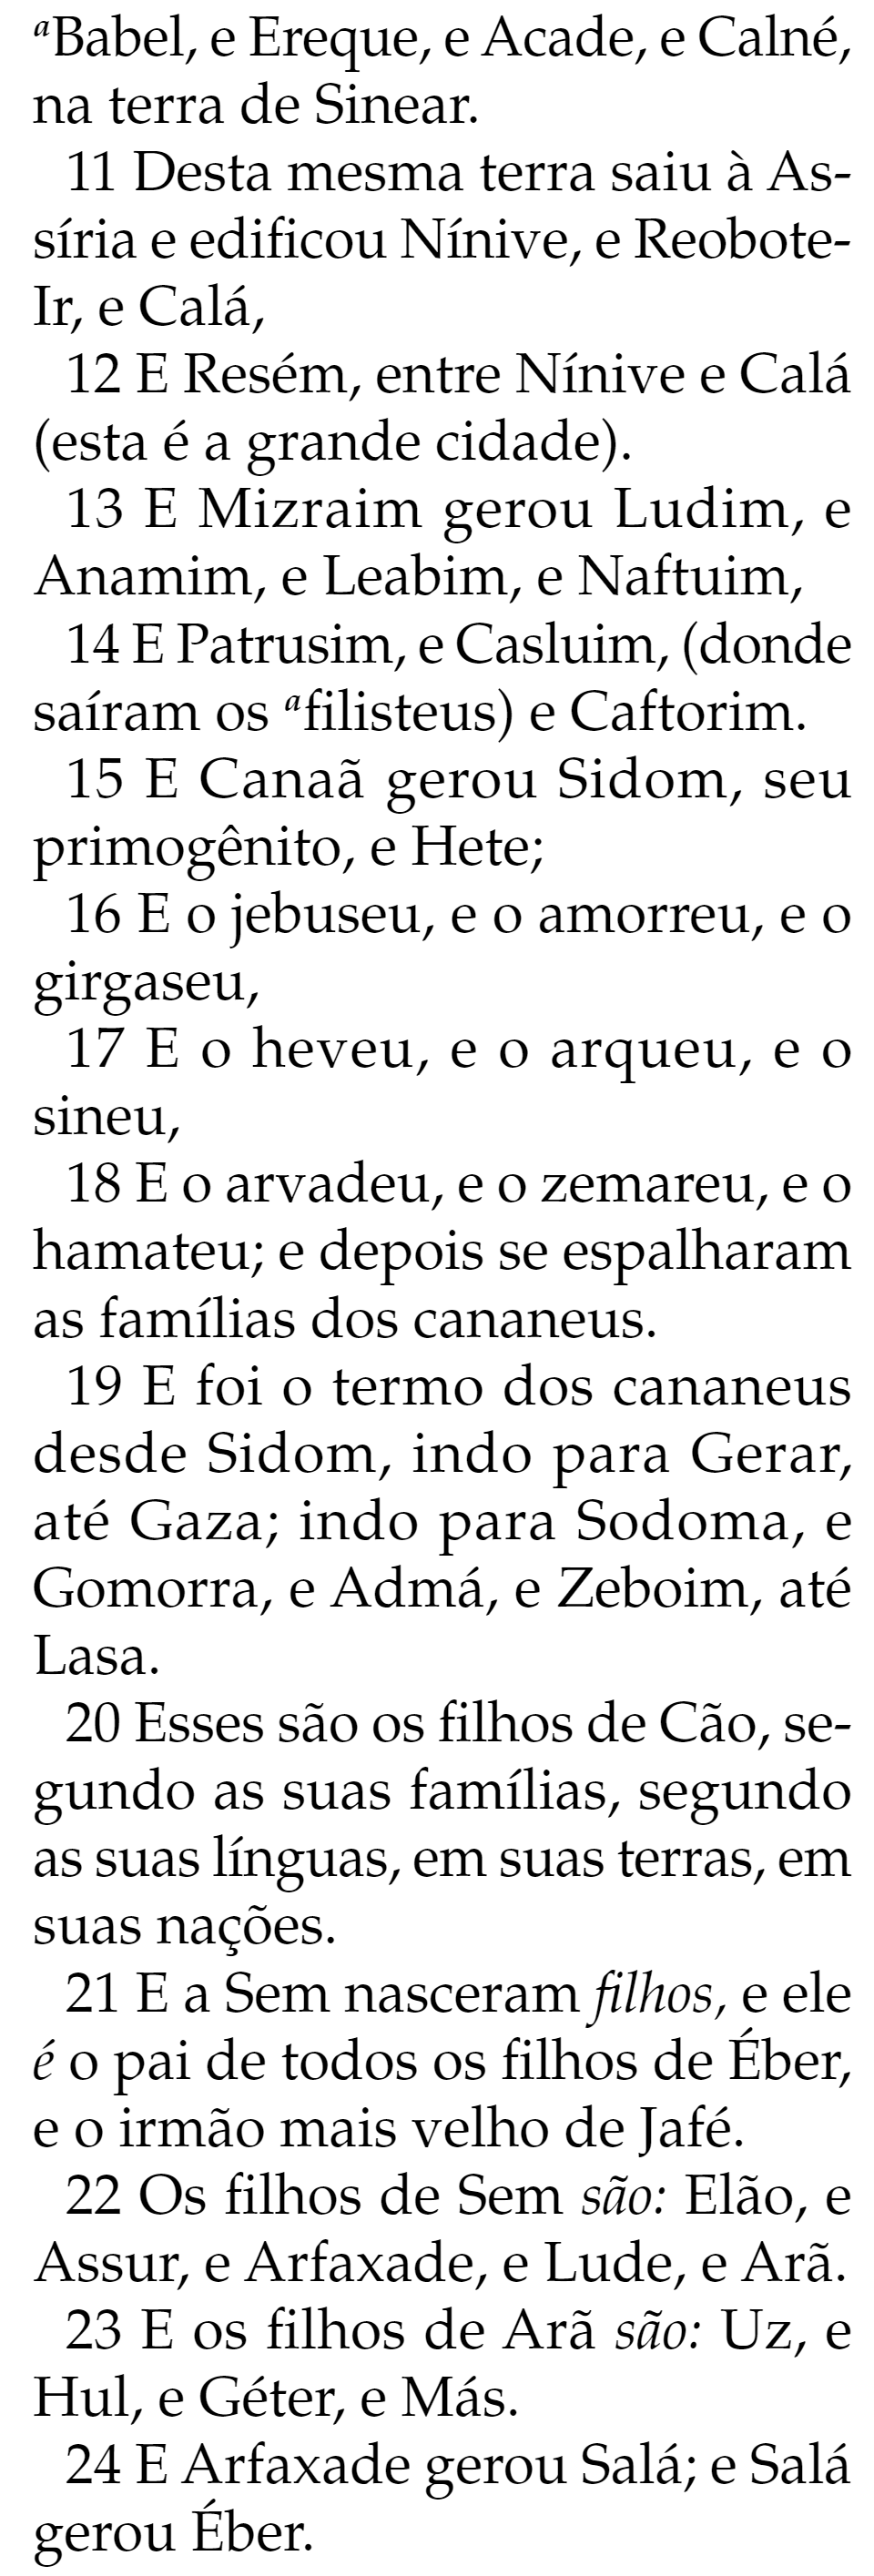 aBabel, e Ereque, e Acade, e Calné,
na terra de Sinear.
11 Desta mesma terra saiu à As-
síria e edificou Nínive, e Reobote-
Ir, e Calá,
12 E Resém, entre Nínive e Calá
(esta é a grande cidade).
13 E Mizraim gerou Ludim, e
Anamim, e Leabim, e Naftuim,
14 E Patrusim, e Casluim, (donde
saíram os afilisteus) e Caftorim.
15 E Canaã gerou Sidom, seu
primogênito, e Hete;
16 E o jebuseu, e o amorreu, e o
girgaseu,
17 E o heveu, e o arqueu, e o
sineu,
18 E o arvadeu, e o zemareu, e o
hamateu; e depois se espalharam
as famílias dos cananeus.
19 E foi o termo dos cananeus
desde Sidom, indo para Gerar,
até Gaza; indo para Sodoma, e
Gomorra, e Admá, e Zeboim, até
Lasa.
20 Esses são os filhos de Cão, se-
gundo as suas famílias, segundo
as suas línguas, em suas terras, em
suas nações.
21 E a Sem nasceram filhos, e ele
é o pai de todos os filhos de Éber,
e o irmão mais velho de Jafé.
22 Os filhos de Sem são: Elão, e
Assur, e Arfaxade, e Lude, e Arã.
23 E os filhos de Arã são: Uz, e
Hul, e Géter, e Más.
24 E Arfaxade gerou Salá; e Salá
gerou Éber.